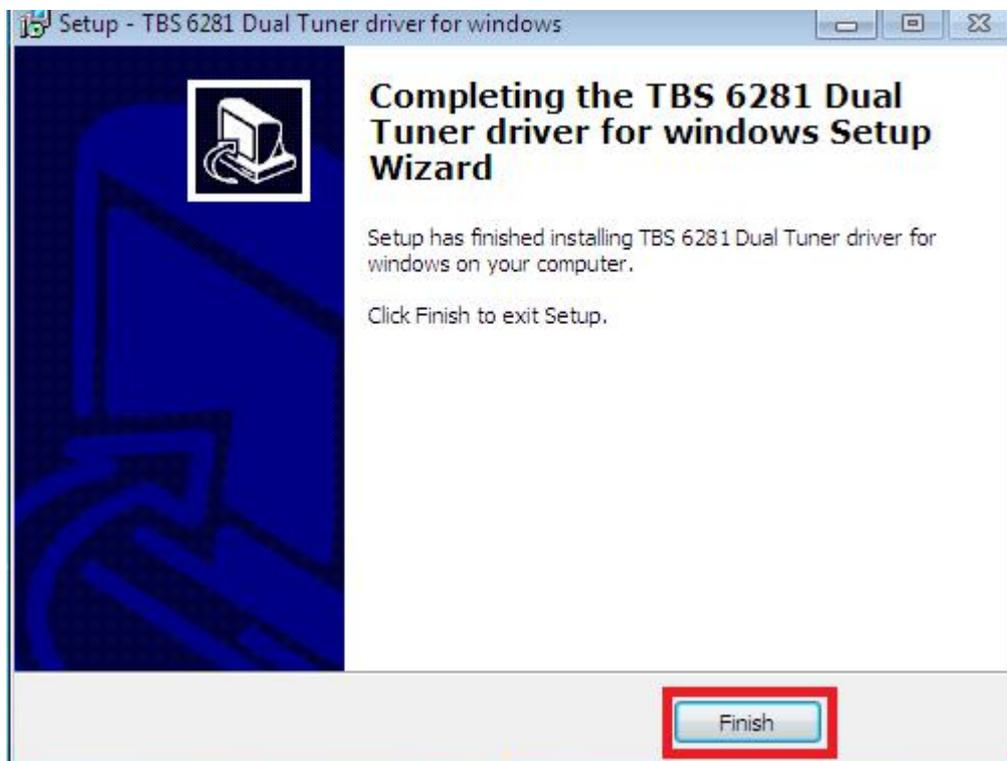 Setup - TBS 6281 Dual Tuner driver for windows
Completing the TBS 6281 Dual
Tuner driver for windows Setup
Wizard
Setup has finished installing TBS 6281 Dual Tuner driver for
windows on your computer.
Click Finish to exit Setup.
Finish